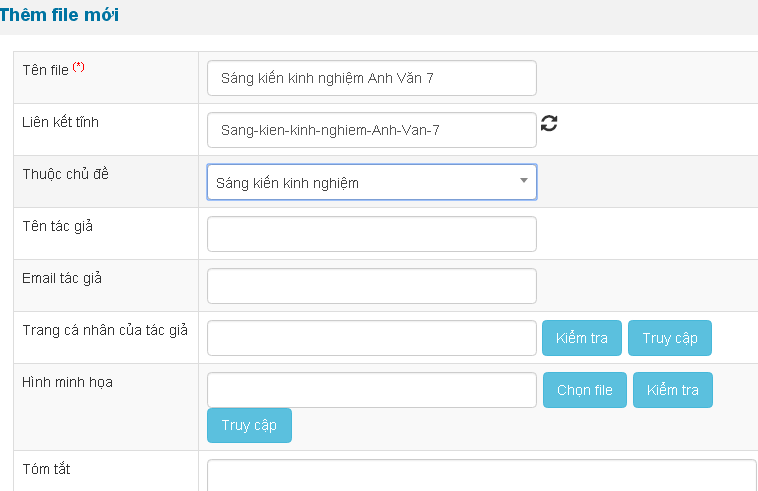 Thêm file mới
Tên file (*)
Sáng kiến kinh nghiệm Anh Văn 7
Liên kết tĩnh
Sang-kien-kinh-nghiem-Anh-Van-7
Thuộc chủ đề
Sáng kiến kinh nghiệm
Tên tác giả
Email tác giả
Trang cá nhân của tác giả
Kiểm tra
Truy cập
Hình minh họa
Chọn file
Kiểm tra
Truy cập
Tóm tắt